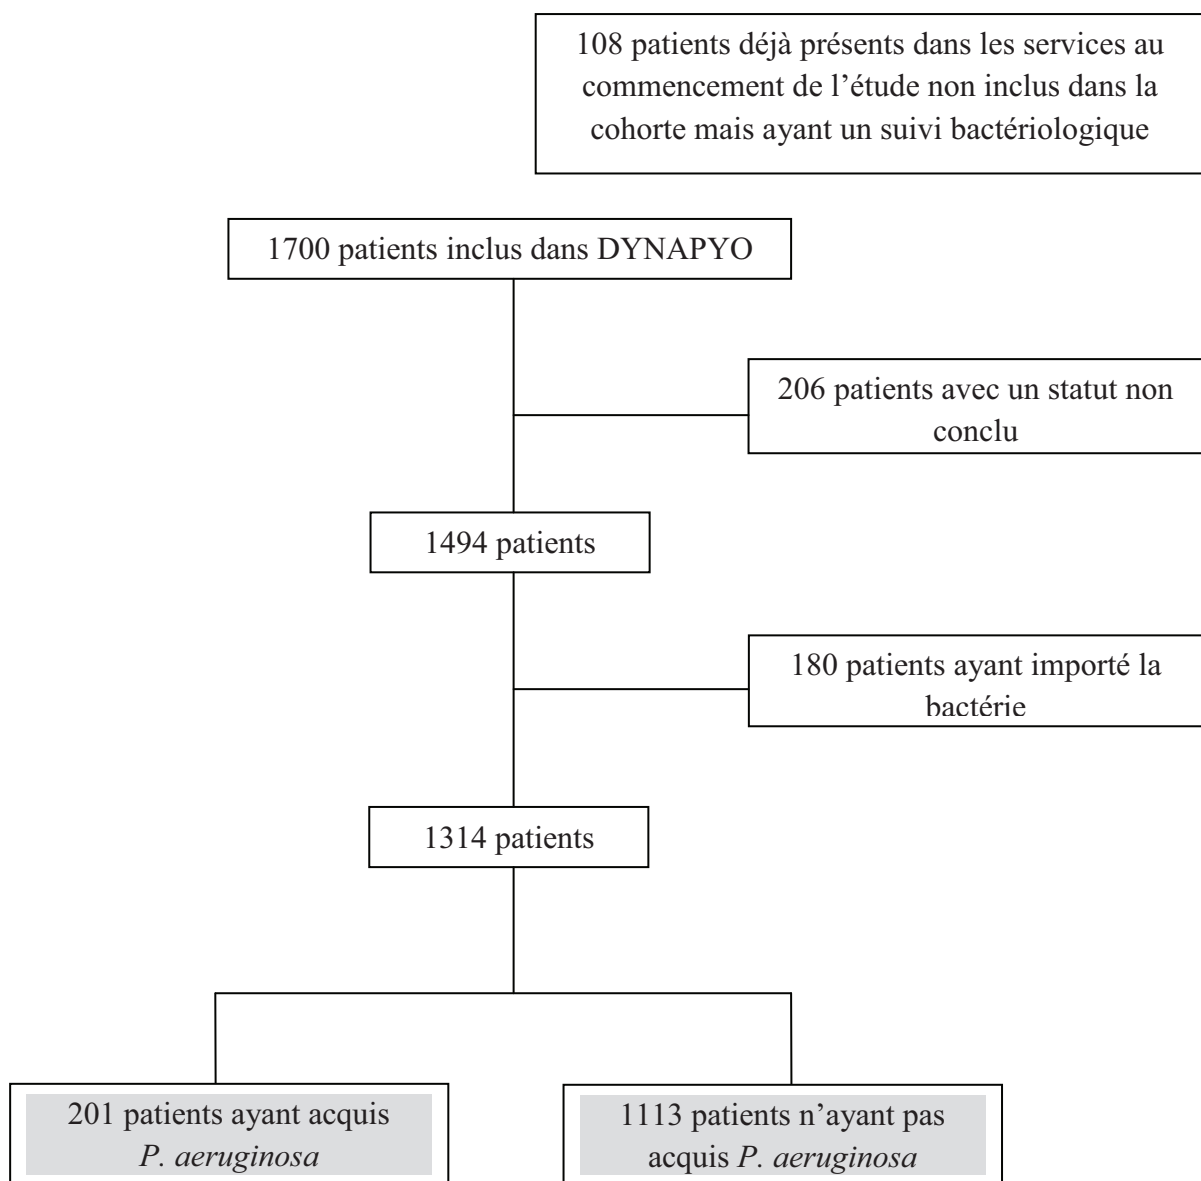 108 patients déjà présents dans les services au
commencement de l’étude non inclus dans la
cohorte mais ayant un suivi bactériologique
1700 patients inclus dans DYNAPYO
206 patients avec un statut non
conclu
1494 patients
180 patients ayant importé la
bactérie
1314 patients
201 patients ayant acquis
P. aeruginosa
1113 patients n’ayant pas
acquis P. aeruginosa